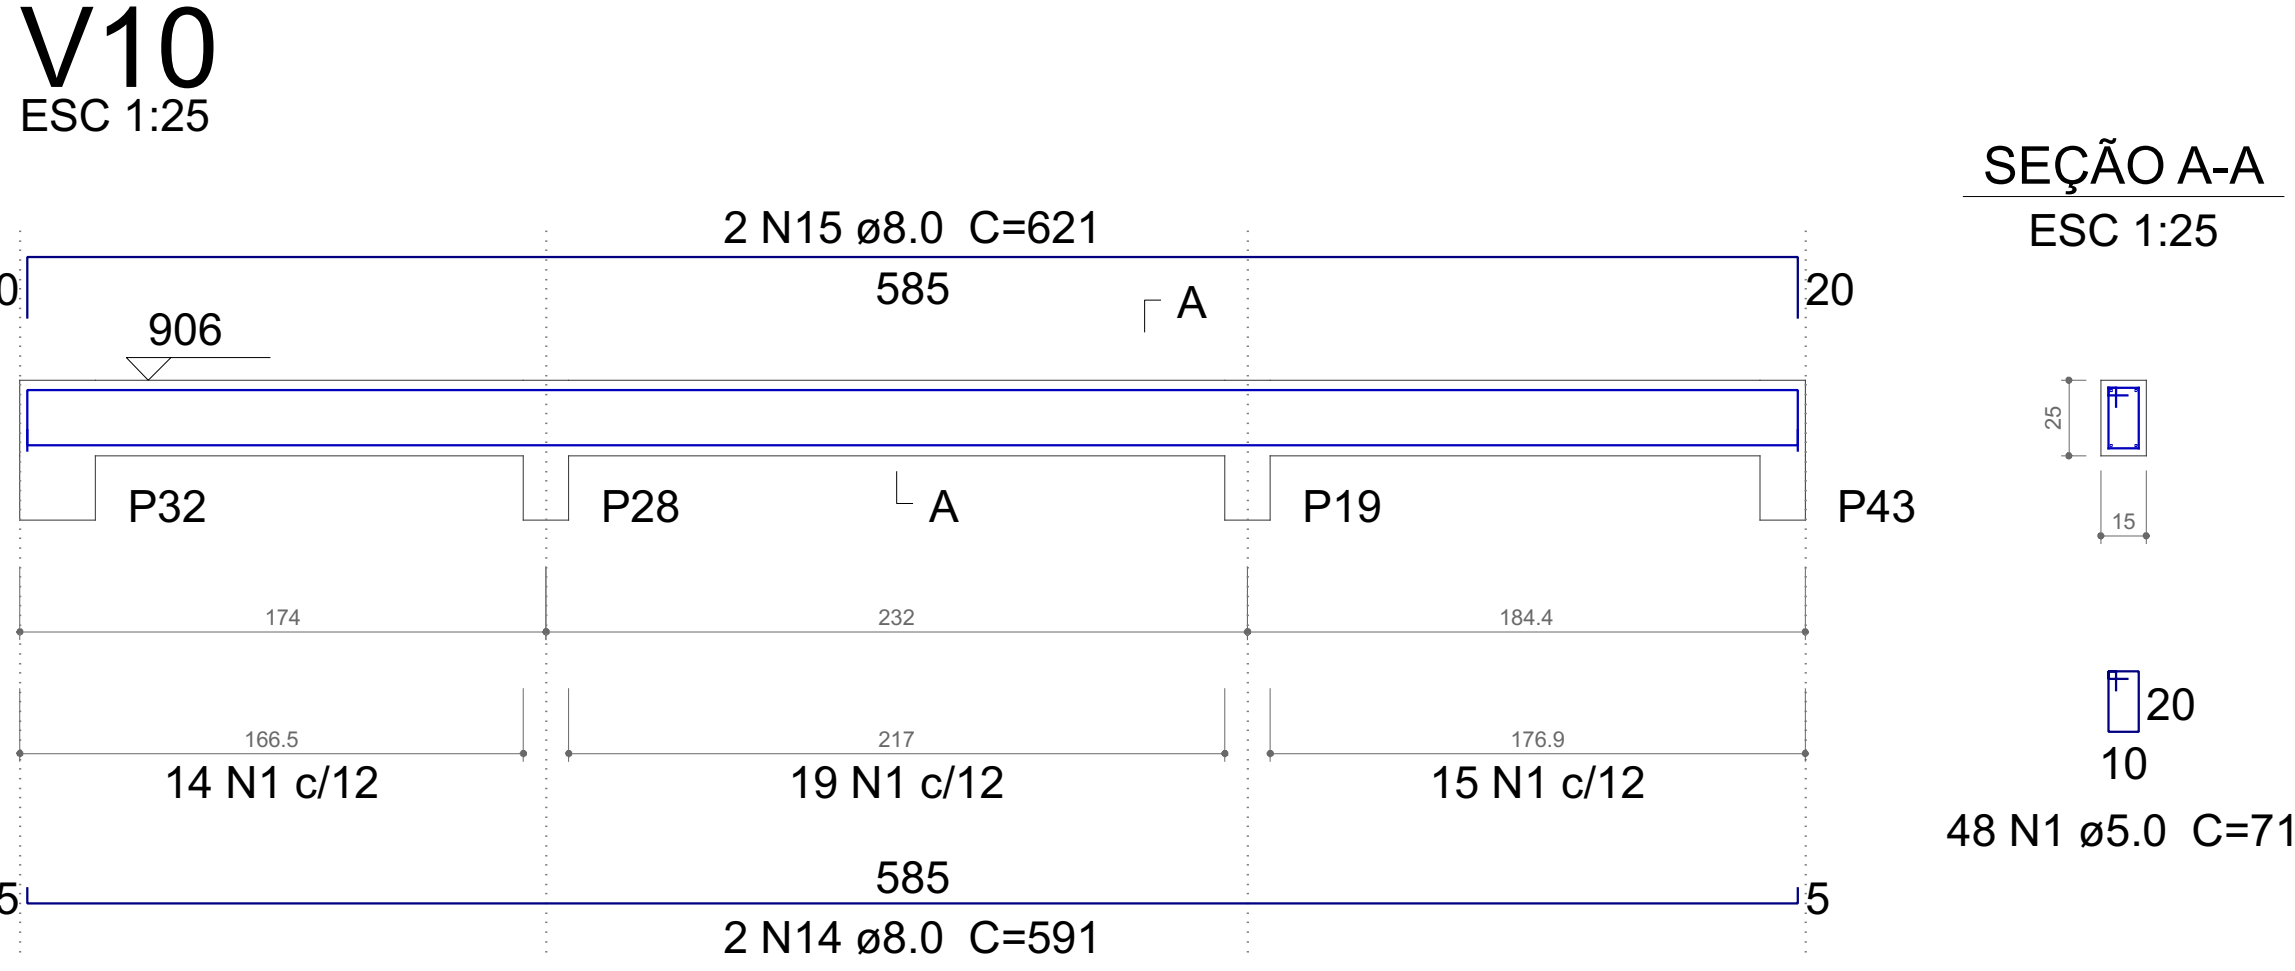 V10
ESC 1:25
SEÇÃO A-A
ESC 1:25
2 N15 ø8.0 C=621
585
0
20
A
906
25
P32
P28
A
P19
P43
15
174
232
184.4
166.5
217
176.9
14 N1 c/12
19 N1 c/12
15 N1 c/12
20
10
48 N1 ø5.0 C=71
585
5
5
2 N14 ø8.0 C=591